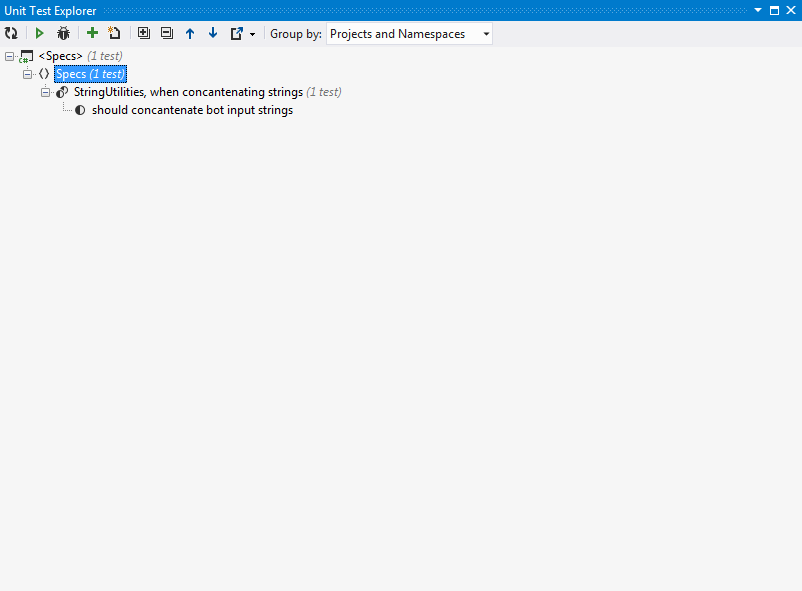 Unit Test Explorer
Group by: Projects and Namespaces
<Specs> (1 test)
Specs (1 test)
StringUtilities, when concantenating strings (1 test)
should concantenate bot input strings